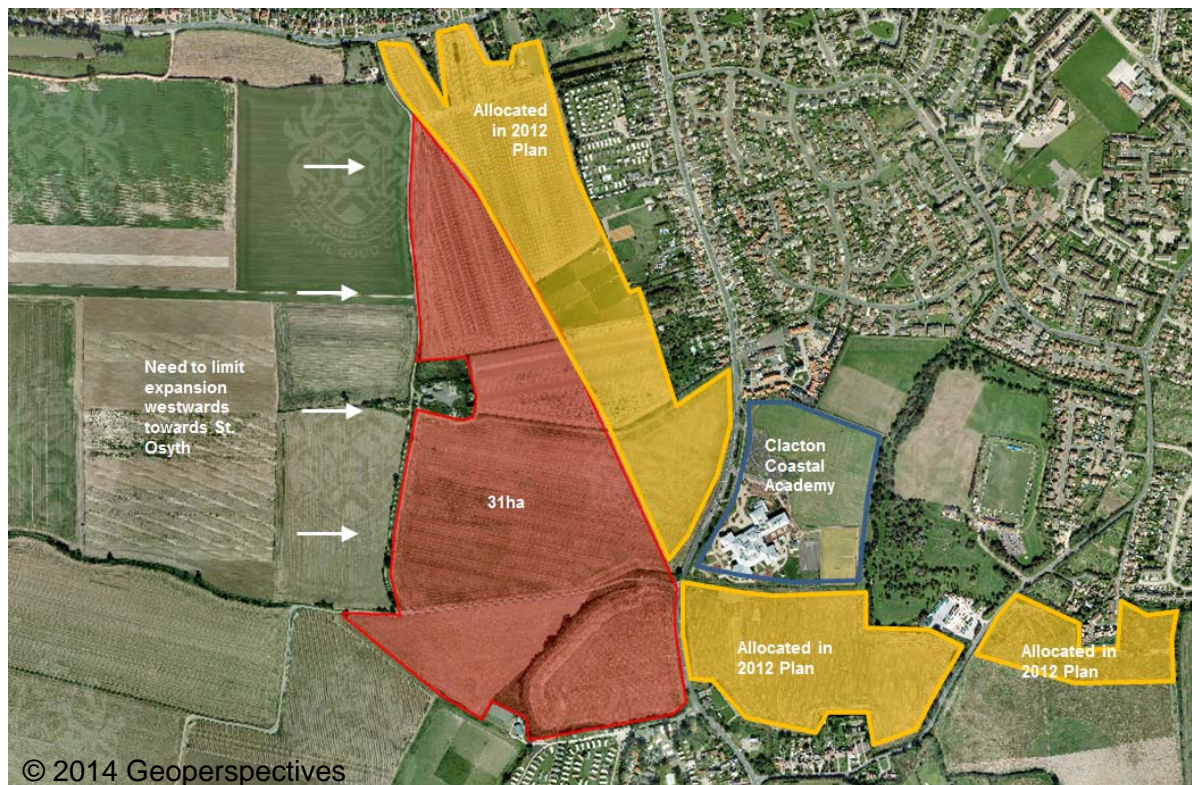 Allocated
in 2012
Plan
Need to limit
expansion
westwards
towards St.
Osyth
Clacton
Coastal
Academy
31ha
Allocated in
2012 Plan
Allocated in
2012 Plan
© 2014 Geoperspectives